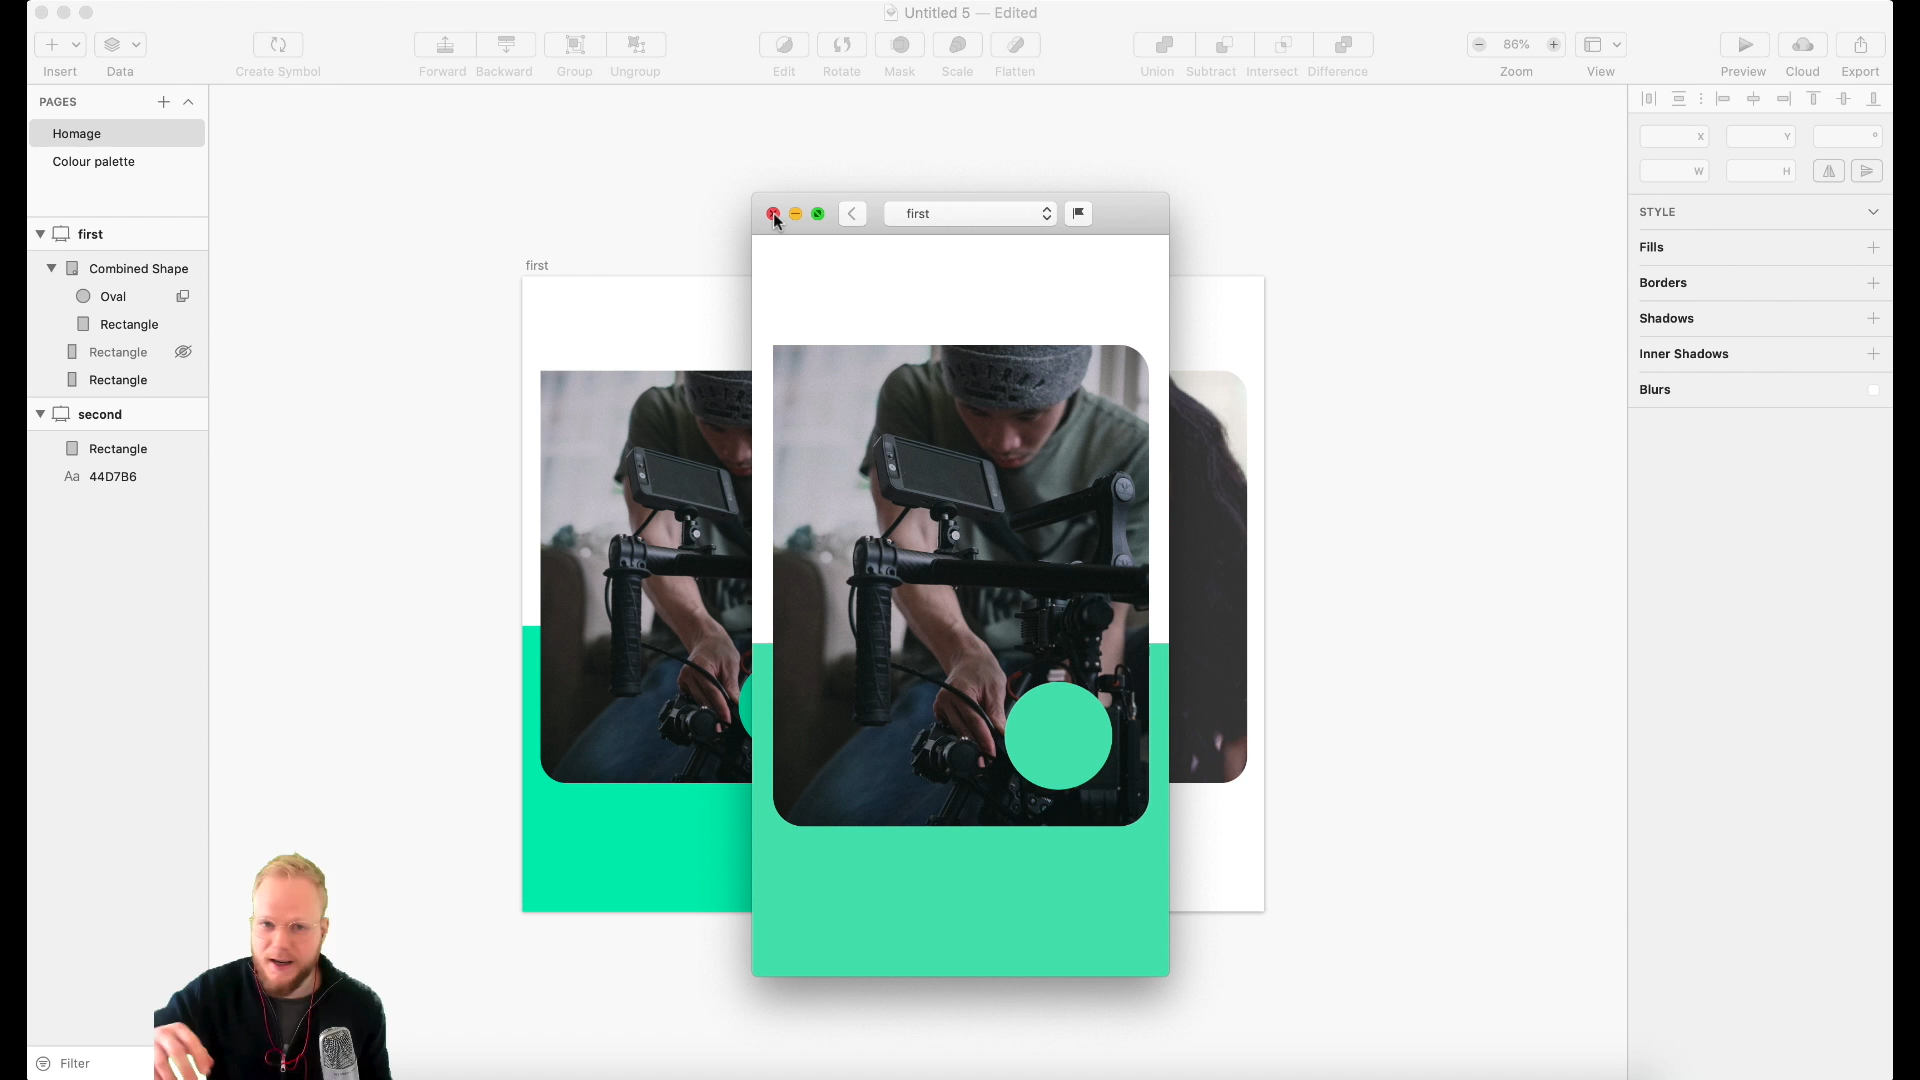 Untitled 5 — Edited
Insert
Data
Create Symbol
Forward
Backward
Group
Ungroup
Edit
Rotate
Mask
Scale
Flatten
Union
Subtract
Intersect
Difference
86%
Zoom
View
Preview
Cloud
Export
PAGES
Homage
Colour palette
first
Combined Shape
Oval
Rectangle
Rectangle
Rectangle
second
Rectangle
Aa 44D7B6
Filter
first
first
X
Y
°
W
H
STYLE
Fills
Borders
Shadows
Inner Shadows
Blurs